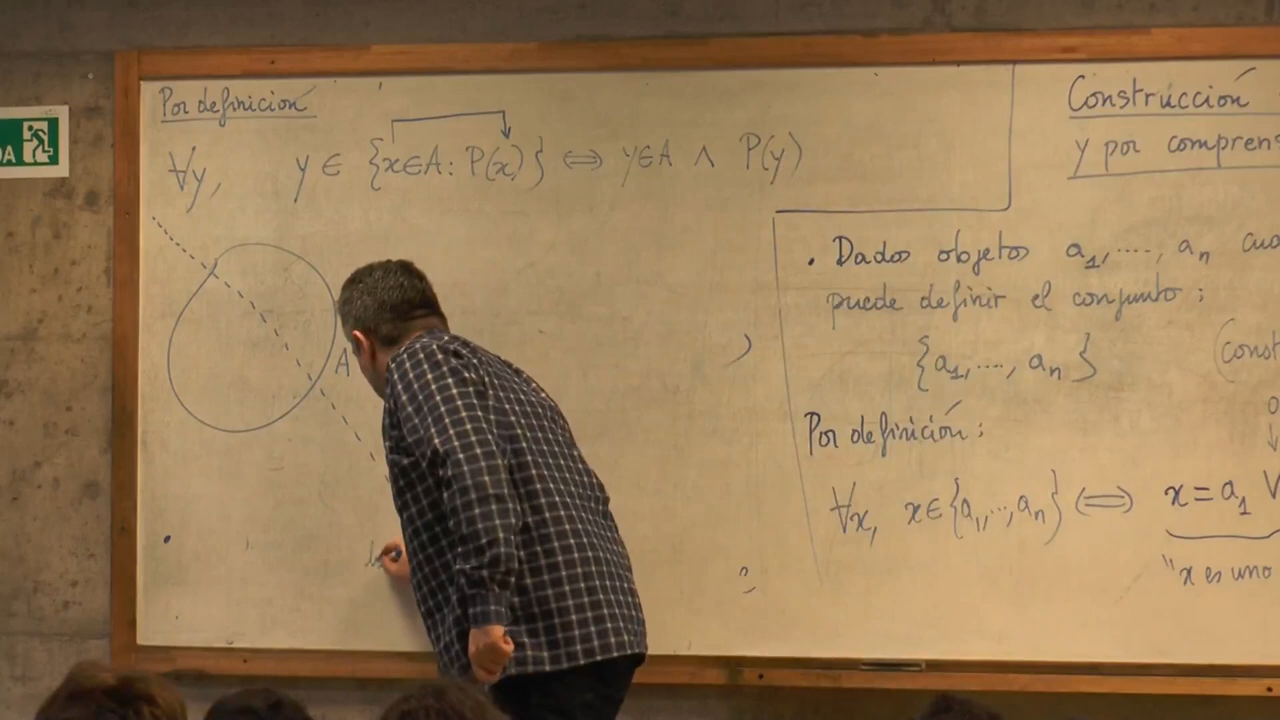 Por definición
∀y, y ∈ {x∈A: P(x)} ⟺ y∈A ∧ P(y)
A
Construcción
y por
. Dados objetos a₁,....., aₙ
puede definir el conjunto:
{a₁,...., aₙ}
Por definición:
∀x, x∈{a₁,..,aₙ} ⟺ x = a₁ ∨
"x es uno